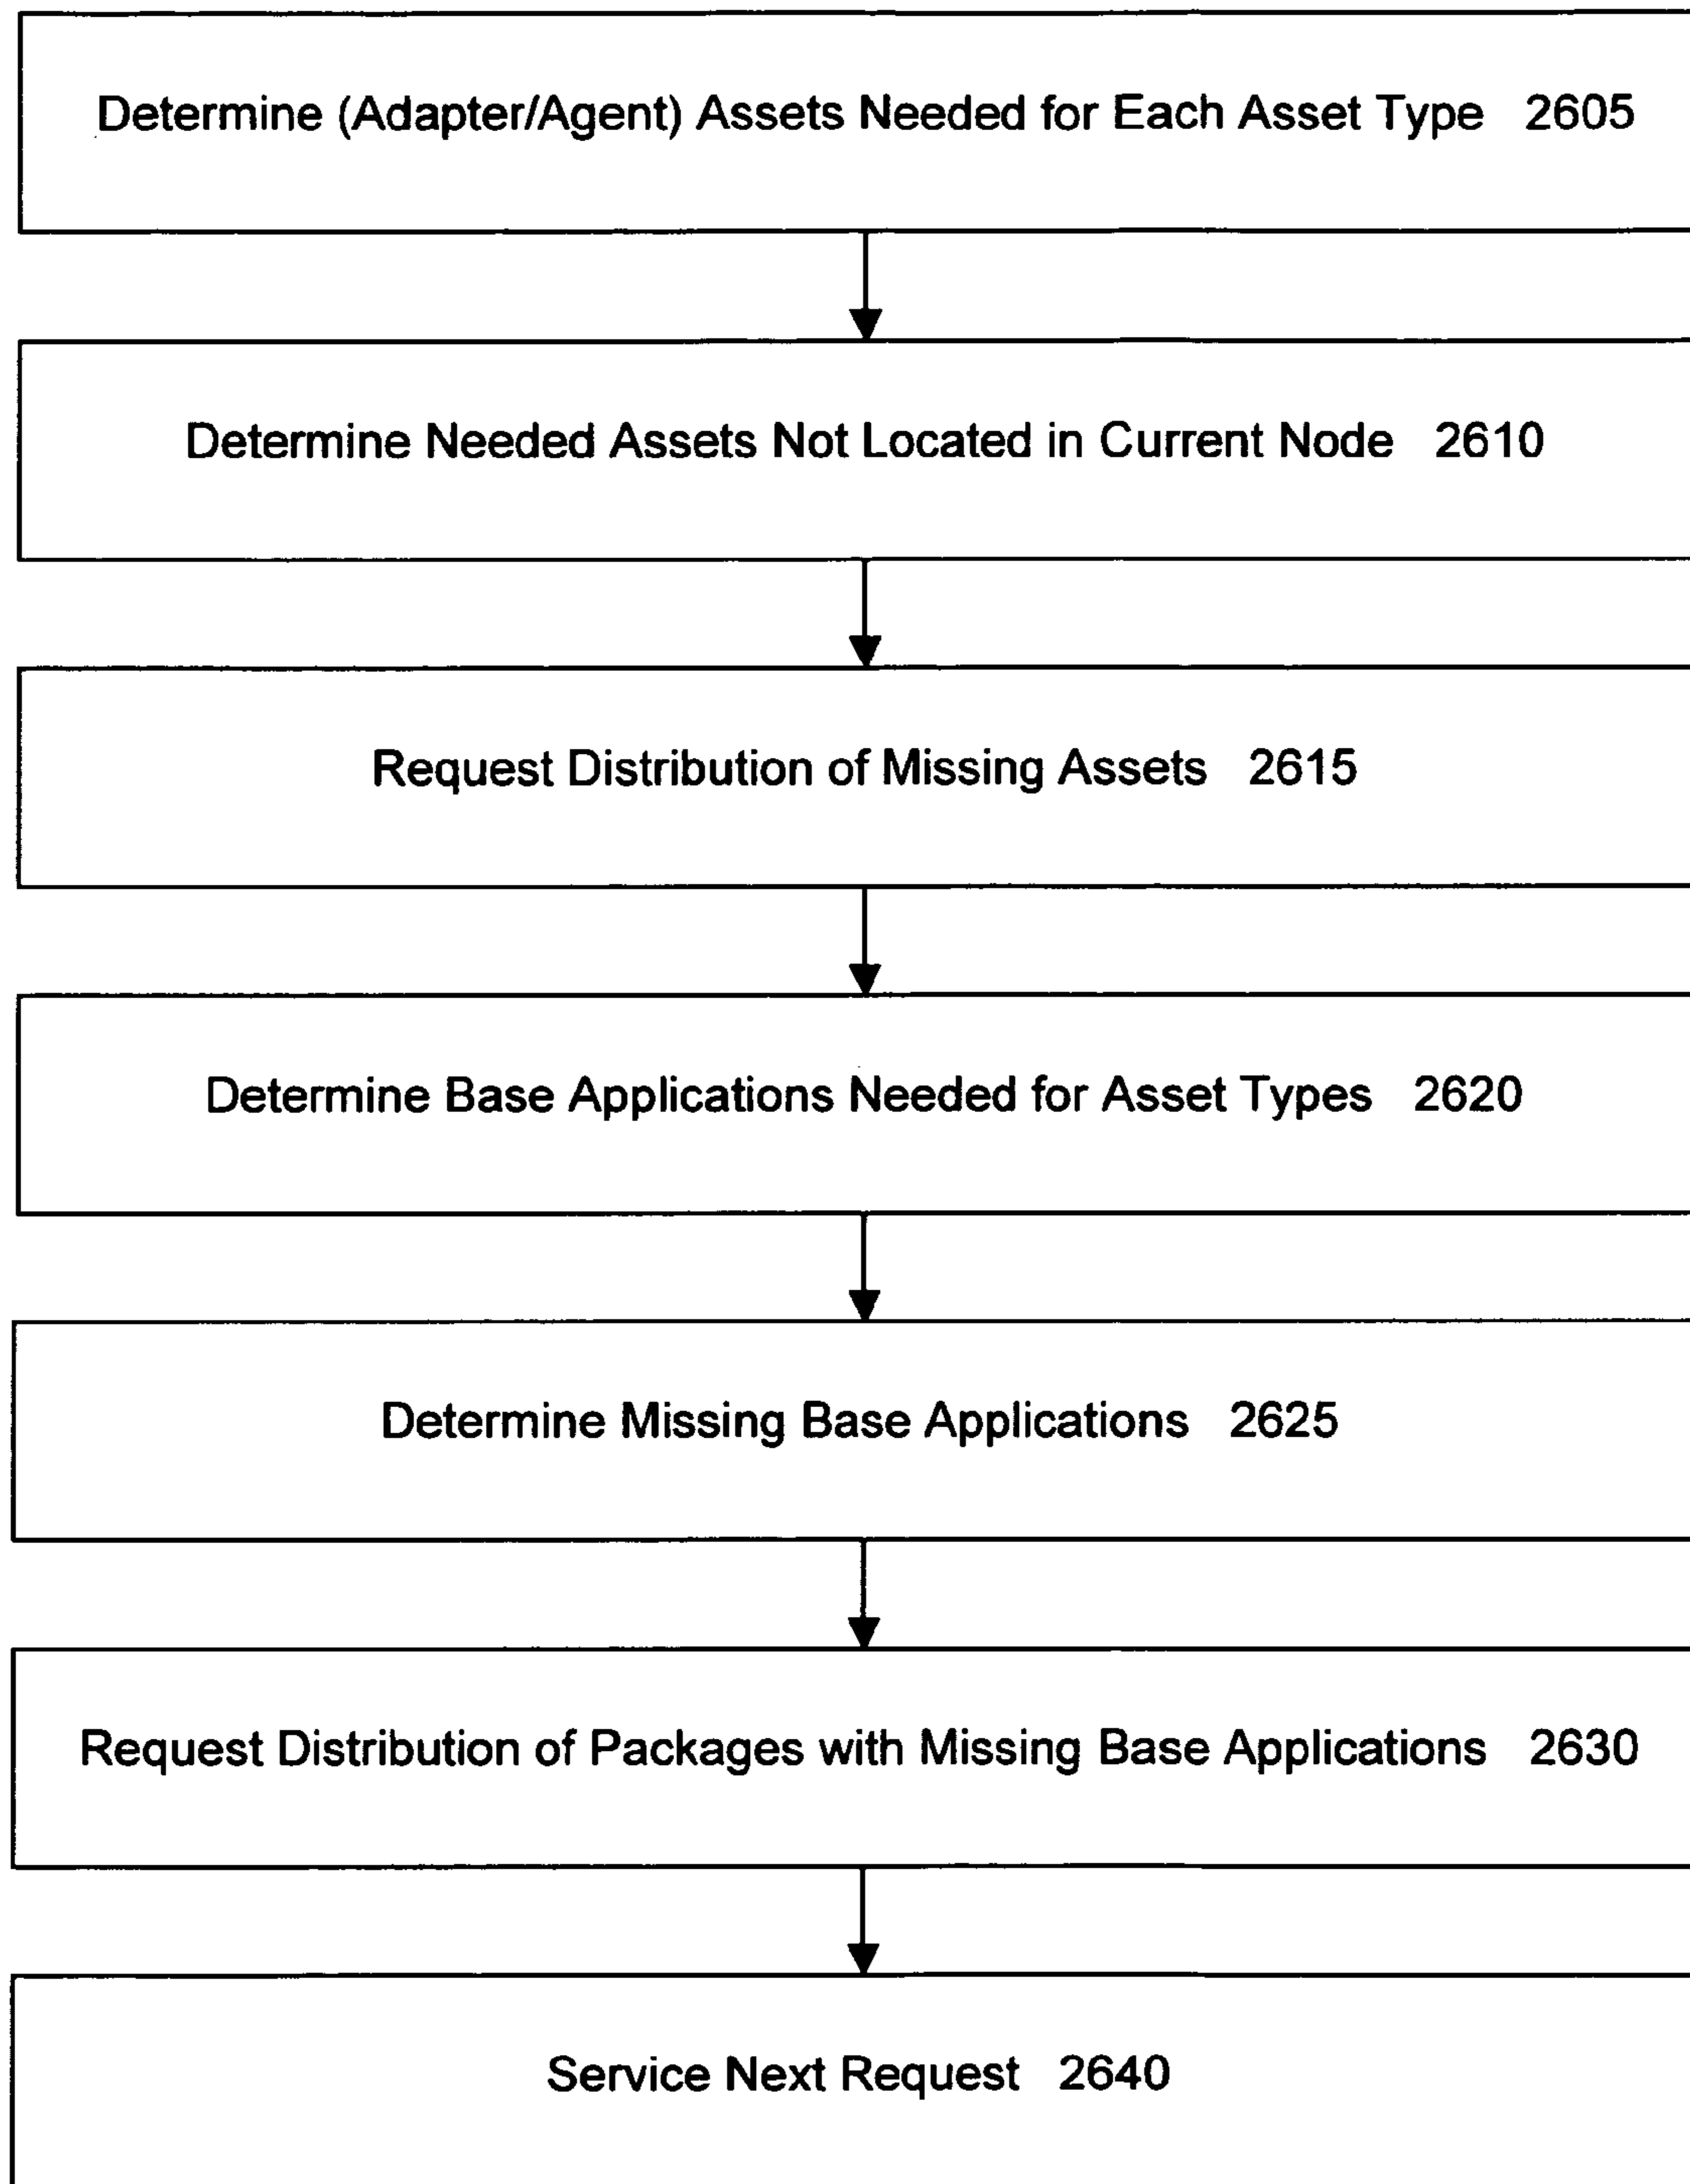 Determine (Adapter/Agent) Assets Needed for Each Asset Type 2605
Determine Needed Assets Not Located in Current Node 2610
Request Distribution of Missing Assets 2615
Determine Base Applications Needed for Asset Types 2620
Determine Missing Base Applications 2625
Request Distribution of Packages with Missing Base Applications 2630
Service Next Request 2640